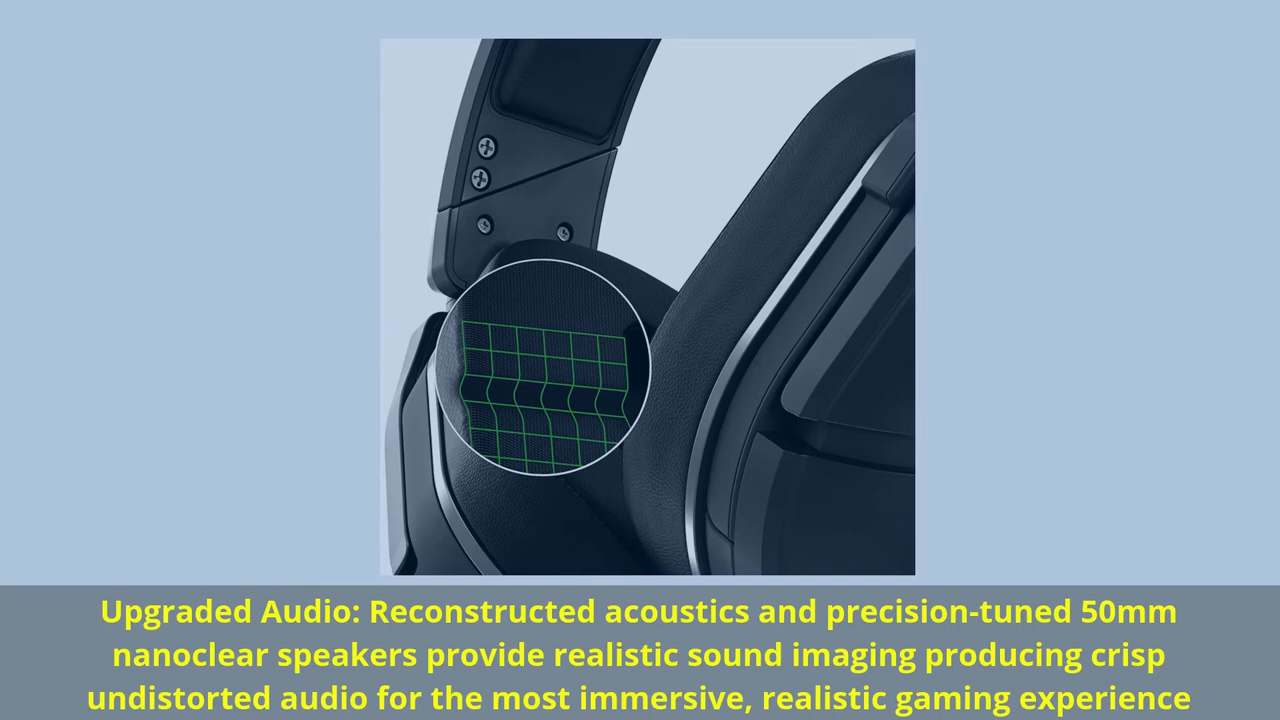 Upgraded Audio: Reconstructed acoustics and precision-tuned 50mm
nanoclear speakers provide realistic sound imaging producing crisp
undistorted audio for the most immersive, realistic gaming experience